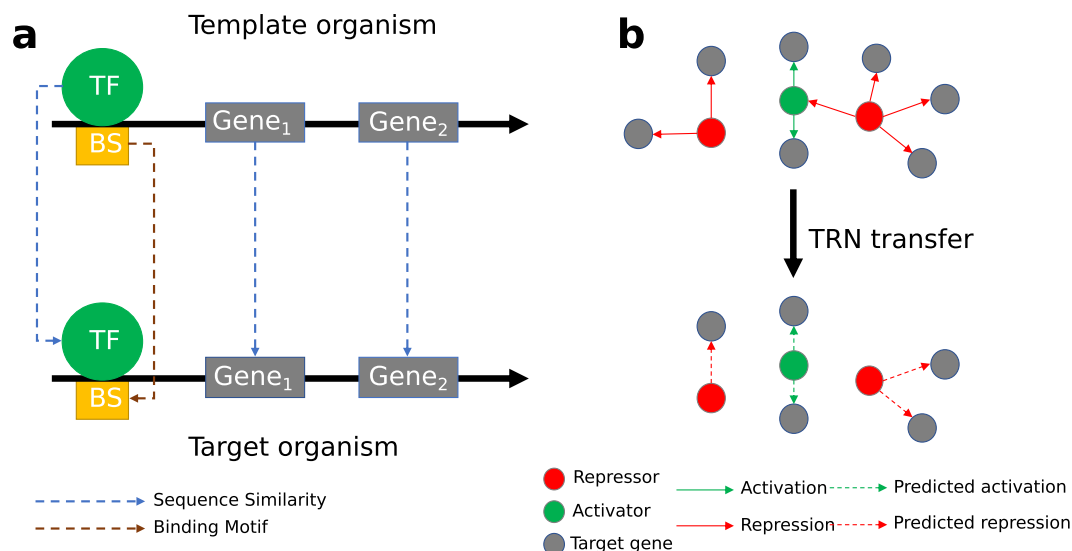 a
Template organism
TF
BS
Gene1
Gene2
TF
BS
Gene1
Gene2
Target organism
Sequence Similarity
Binding Motif
b
TRN transfer
Repressor
Activator
Target gene
Activation
Predicted activation
Repression
Predicted repression